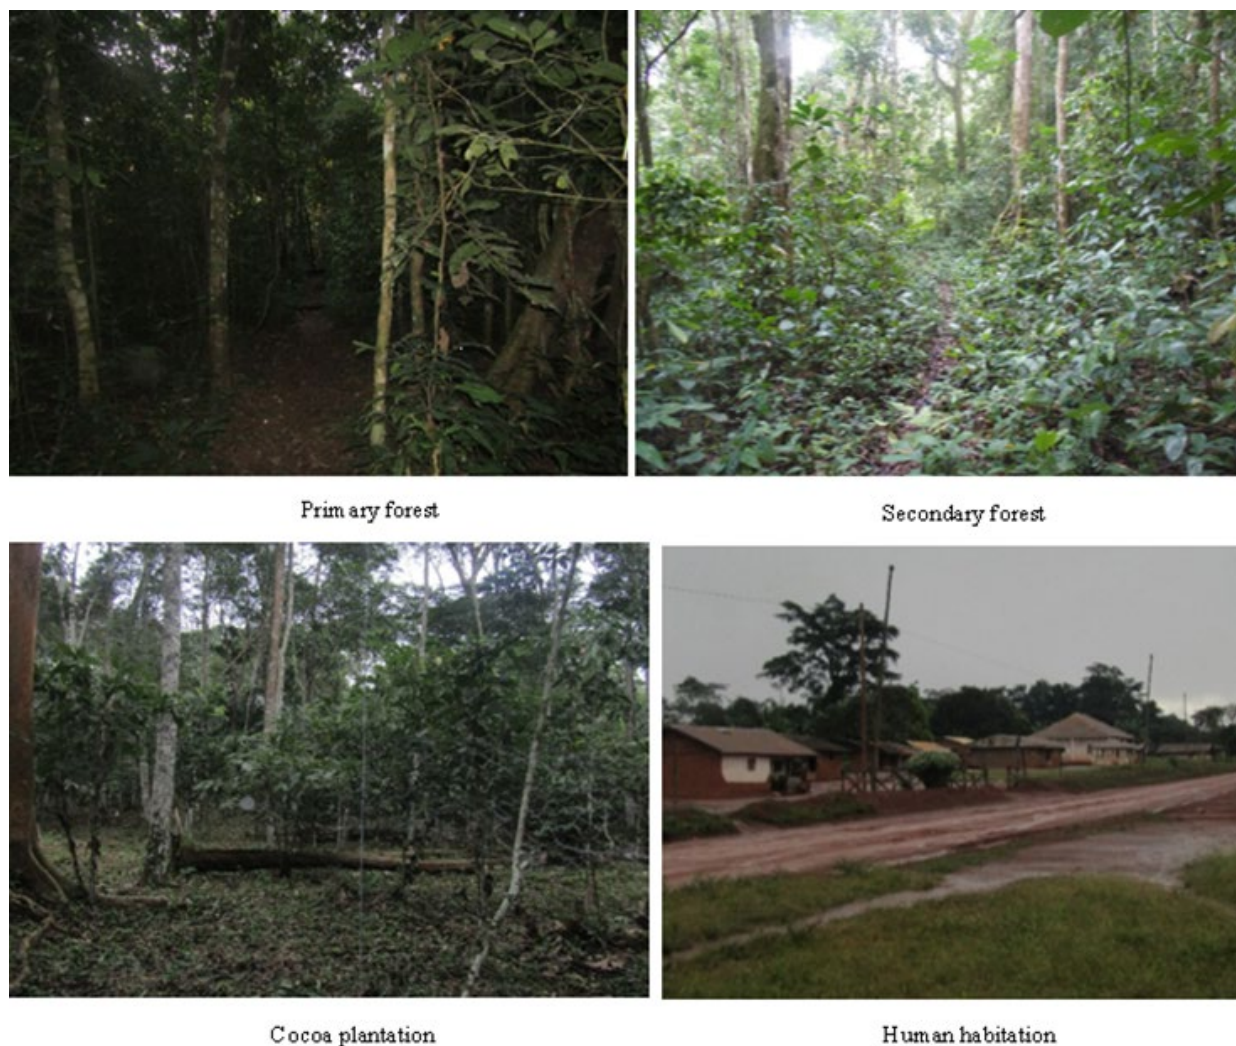 Primary forest
Secondary forest
Cocoa plantation
Human habitation